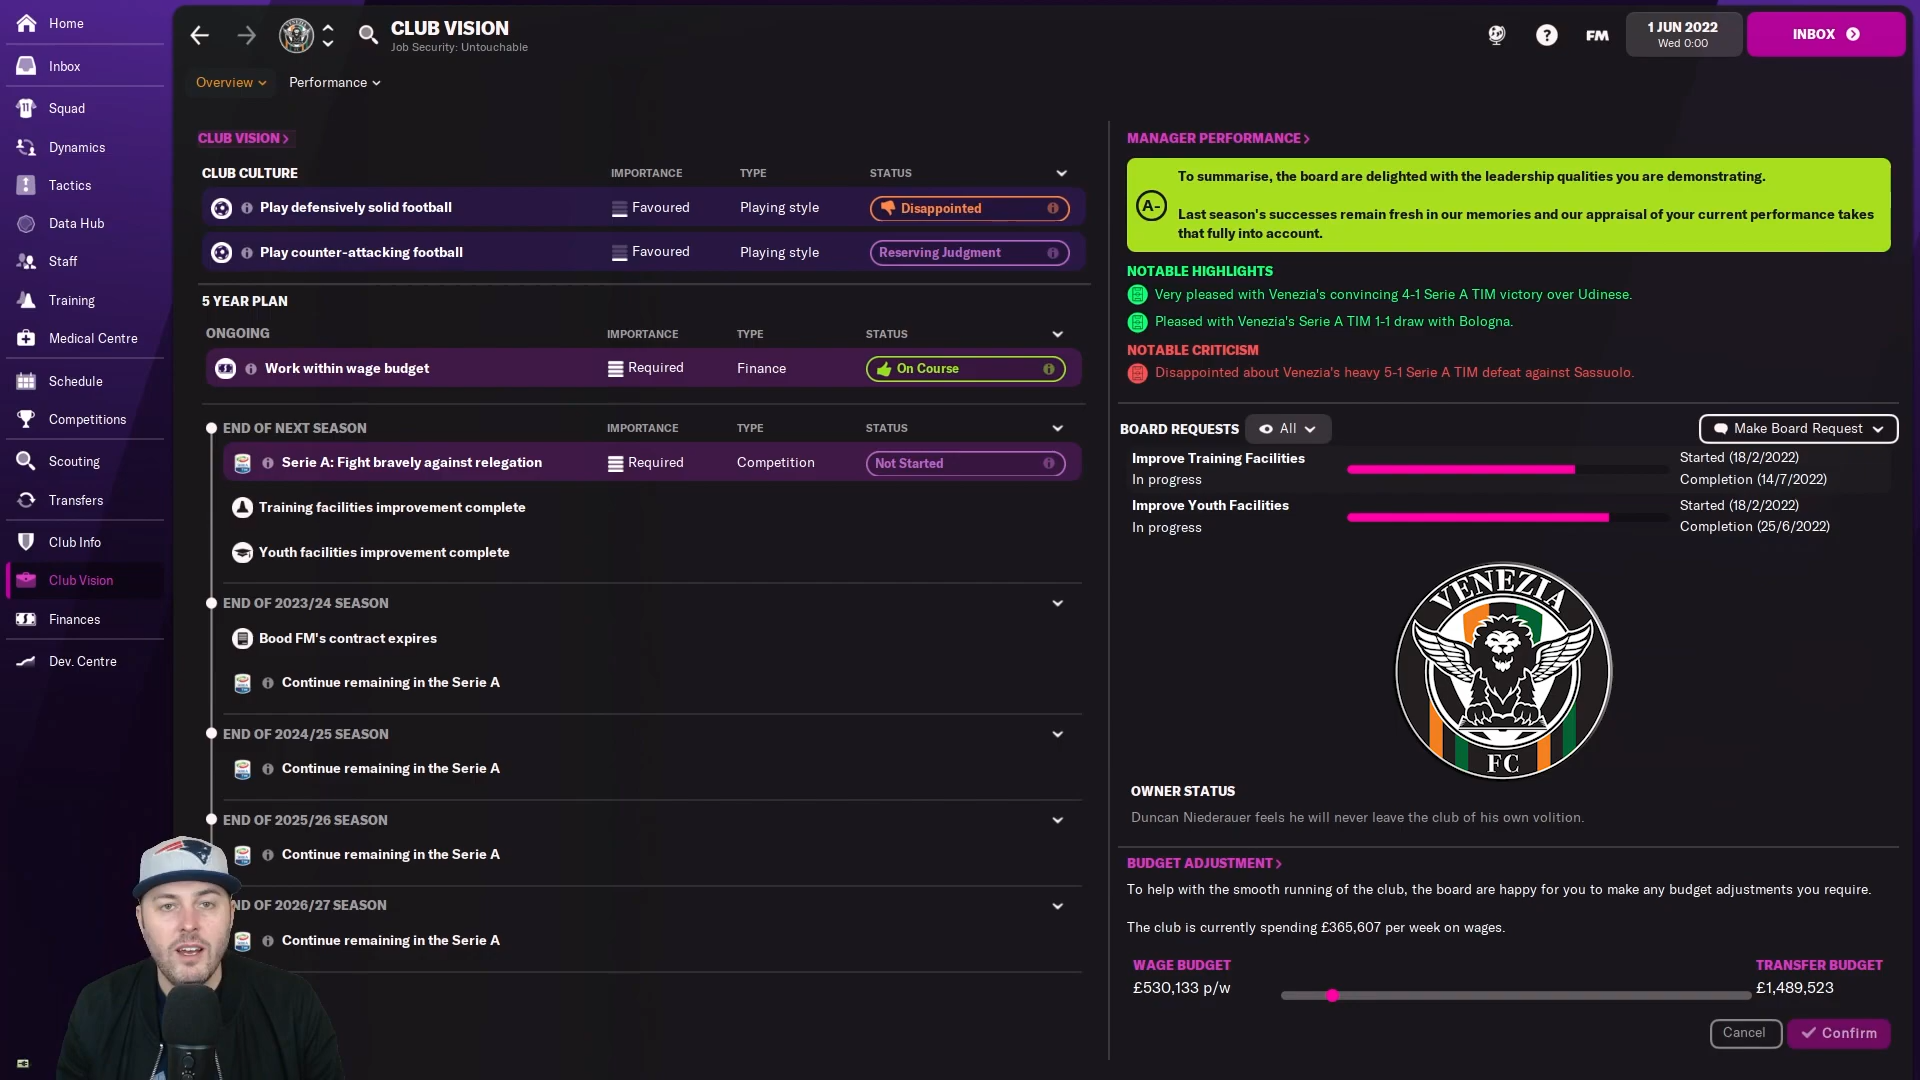 Home
Inbox
Squad
Dynamics
Tactics
Data Hub
Staff
Training
Medical Centre
Schedule
Competitions
Scouting
Transfers
Club Info
Club Vision
Finances
Dev. Centre
CLUB VISION
Job Security: Untouchable
FM
1 JUN 2022
Wed 0:00
INBOX
Overview
Performance
CLUB VISION
CLUB CULTURE IMPORTANCE TYPE STATUS
Play defensively solid football Favoured Playing style Disappointed
Play counter-attacking football Favoured Playing style Reserving Judgment
5 YEAR PLAN
ONGOING IMPORTANCE TYPE STATUS
Work within wage budget Required Finance On Course
END OF NEXT SEASON IMPORTANCE TYPE STATUS
Serie A: Fight bravely against relegation Required Competition Not Started
Training facilities improvement complete
Youth facilities improvement complete
END OF 2023/24 SEASON
Bood FM's contract expires
Continue remaining in the Serie A
END OF 2024/25 SEASON
Continue remaining in the Serie A
END OF 2025/26 SEASON
Continue remaining in the Serie A
ND OF 2026/27 SEASON
Continue remaining in the Serie A
MANAGER PERFORMANCE
A-
To summarise, the board are delighted with the leadership qualities you are demonstrating.
Last season's successes remain fresh in our memories and our appraisal of your current performance takes
that fully into account.
NOTABLE HIGHLIGHTS
Very pleased with Venezia's convincing 4-1 Serie A TIM victory over Udinese.
Pleased with Venezia's Serie A TIM 1-1 draw with Bologna.
NOTABLE CRITICISM
Disappointed about Venezia's heavy 5-1 Serie A TIM defeat against Sassuolo.
BOARD REQUESTS All Make Board Request
Improve Training Facilities Started (18/2/2022)
In progress Completion (14/7/2022)
Improve Youth Facilities Started (18/2/2022)
In progress Completion (25/6/2022)
VENEZIA
FC
OWNER STATUS
Duncan Niederauer feels he will never leave the club of his own volition.
BUDGET ADJUSTMENT
To help with the smooth running of the club, the board are happy for you to make any budget adjustments you require.
The club is currently spending £365,607 per week on wages.
WAGE BUDGET TRANSFER BUDGET
£530,133 p/w £1,489,523
Cancel Confirm